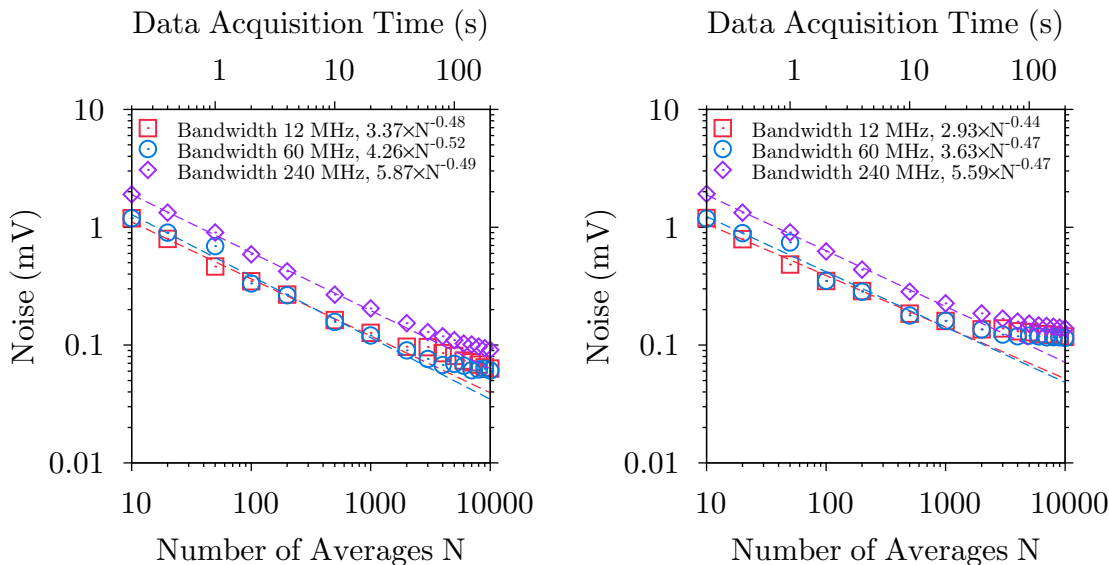 Data Acquisition Time (s)
1 10 100
10
1
0.1
0.01
Noise (mV)
Bandwidth 12 MHz, 3.37×N^-0.48
Bandwidth 60 MHz, 4.26×N^-0.52
Bandwidth 240 MHz, 5.87×N^-0.49
10 100 1000 10000
Number of Averages N
Data Acquisition Time (s)
1 10 100
10
1
0.1
0.01
Noise (mV)
Bandwidth 12 MHz, 2.93×N^-0.44
Bandwidth 60 MHz, 3.63×N^-0.47
Bandwidth 240 MHz, 5.59×N^-0.47
10 100 1000 10000
Number of Averages N